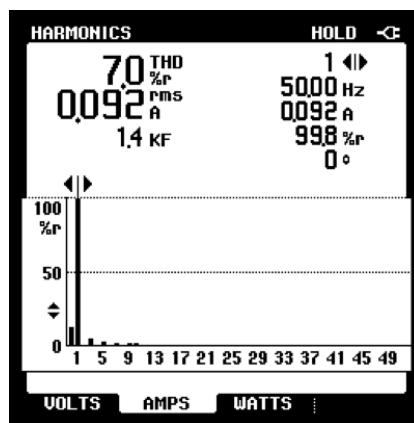 HARMONICS HOLD
7.0 THD %r
0.092 rms A
1.4 KF
1
50.00 Hz
0.092 A
99.8 %r
0 °
100
%r
50
0
1 5 9 13 17 21 25 29 33 37 41 45 49
VOLTS AMPS WATTS